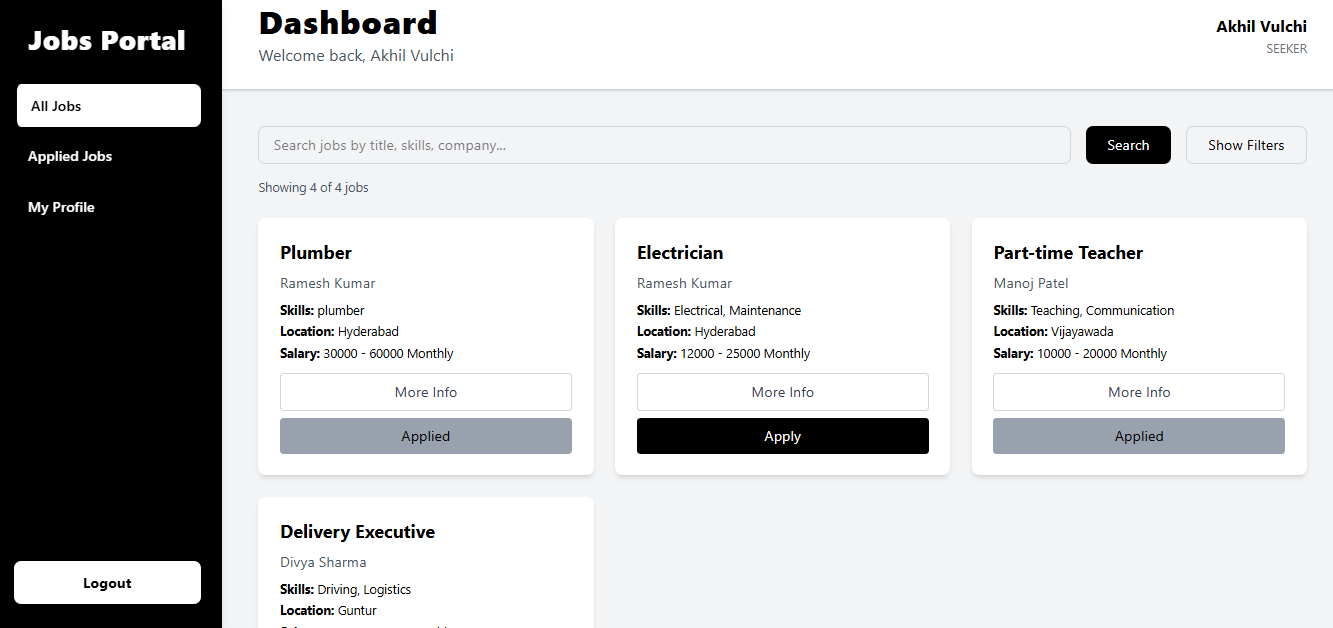 Jobs Portal
All Jobs
Applied Jobs
My Profile
Logout
Dashboard
Welcome back, Akhil Vulchi
Akhil Vulchi
SEEKER
Search jobs by title, skills, company...
Search
Show Filters
Showing 4 of 4 jobs
Plumber
Ramesh Kumar
Skills: plumber
Location: Hyderabad
Salary: 30000 - 60000 Monthly
More Info
Applied
Electrician
Ramesh Kumar
Skills: Electrical, Maintenance
Location: Hyderabad
Salary: 12000 - 25000 Monthly
More Info
Apply
Part-time Teacher
Manoj Patel
Skills: Teaching, Communication
Location: Vijayawada
Salary: 10000 - 20000 Monthly
More Info
Applied
Delivery Executive
Divya Sharma
Skills: Driving, Logistics
Location: Guntur